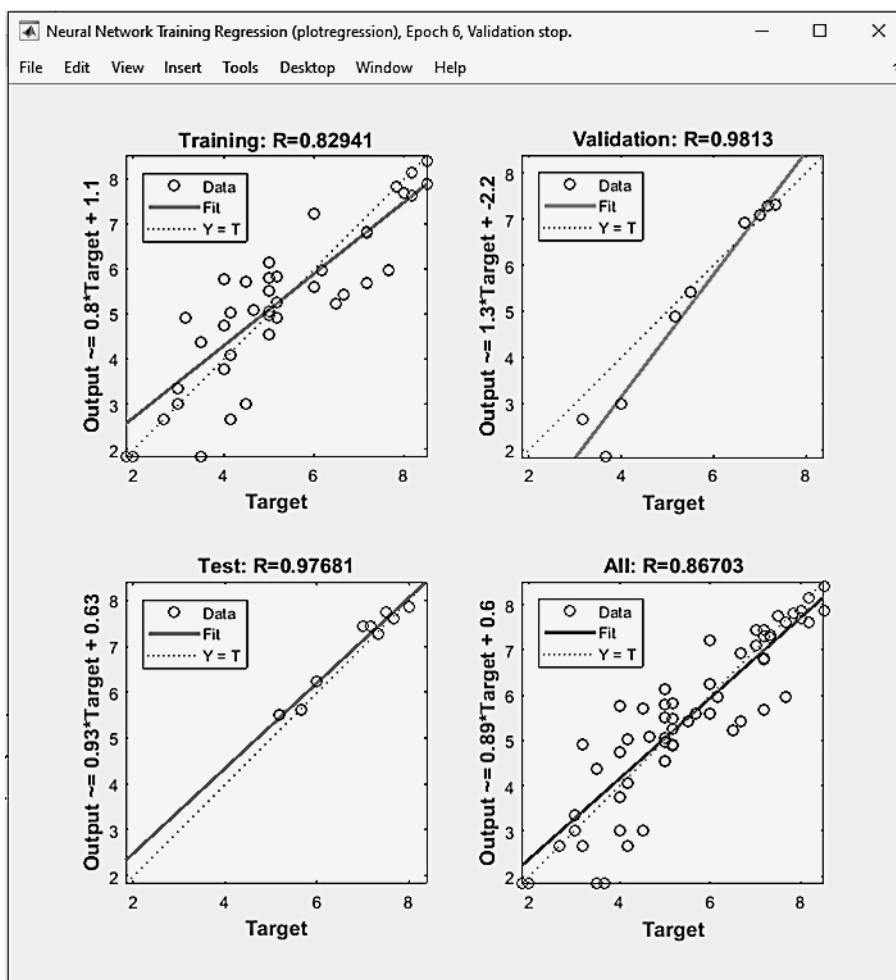 Neural Network Training Regression (plotregression), Epoch 6, Validation stop.
File Edit View Insert Tools Desktop Window Help
Training: R=0.82941
Output ~= 0.8*Target + 1.1
8
7
6
5
4
3
2
Data
Fit
Y = T
4 6 8
Target
Validation: R=0.9813
Output ~= 1.3*Target + -2.2
8
7
6
5
4
3
2
Data
Fit
Y = T
2 4 6 8
Target
Test: R=0.97681
Output ~= 0.93*Target + 0.63
8
7
6
5
4
3
2
Data
Fit
Y = T
2 4 6 8
Target
All: R=0.86703
Output ~= 0.89*Target + 0.6
8
7
6
5
4
3
2
Data
Fit
Y = T
2 4 6 8
Target